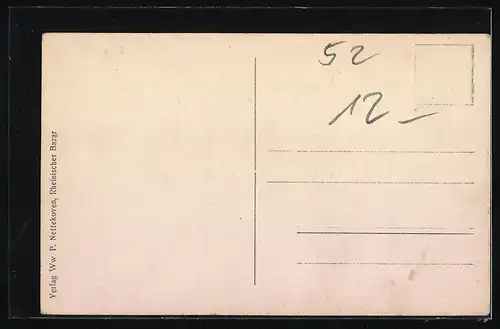 52
12 –
Verlag Ww P. Nettekoven, Rheinischer Bazar